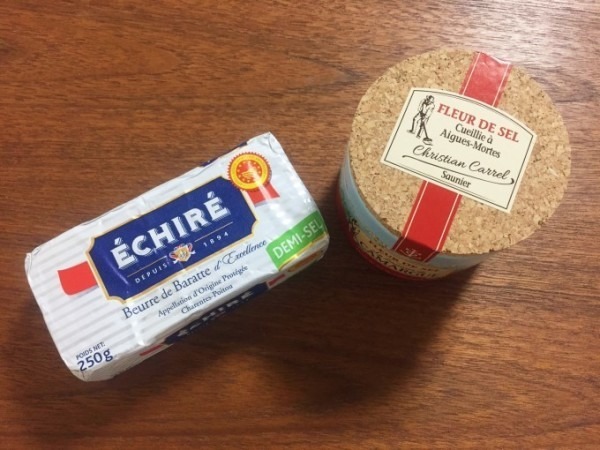 ÉCHIRÉ
DEPUIS 1894
Beurre de Baratte d'Excellence
Appellation d'Origine Protégée
Charentes-Poitou
DEMI-SEL
POIDS NET:
250g
ÉCHIRÉ
FLEUR DE SEL
Cueillie à
Aigues-Mortes
Christian Carrel
Saunier